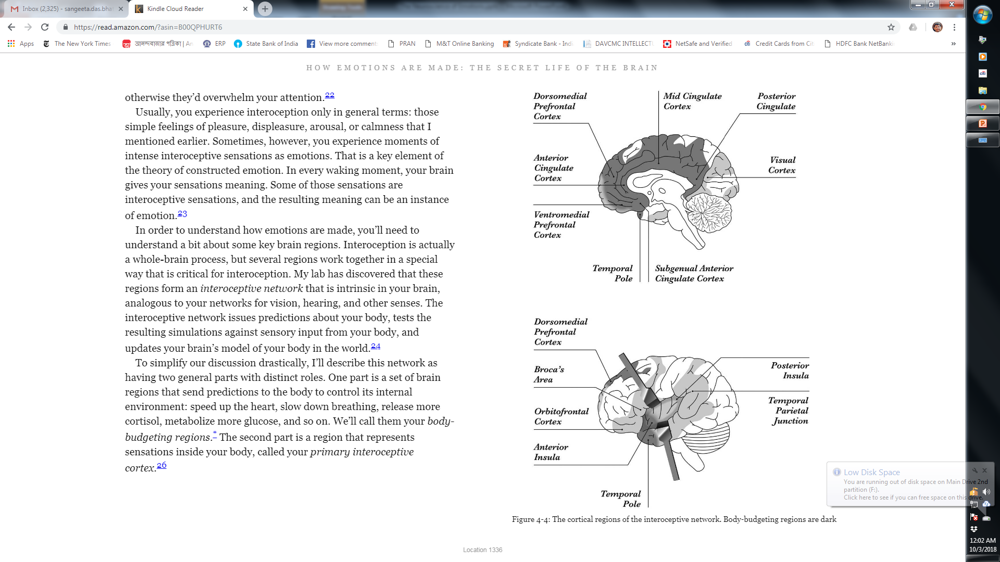 Inbox (2,325) - sangeeta.das.bhat
Kindle Cloud Reader
https://read.amazon.com/?asin=B00QPHURT6
Apps
The New York Times
আনন্দবাজার পত্রিকা | An
ERP
State Bank of India
View more comment
PRAN
M&T Online Banking
Syndicate Bank - Indi
DAVCMC INTELLECTU
NetSafe and Verified
Credit Cards from Cit
HDFC Bank NetBanki
»
HOW EMOTIONS ARE MADE: THE SECRET LIFE OF THE BRAIN
otherwise they’d overwhelm your attention.22
Usually, you experience interoception only in general terms: those
simple feelings of pleasure, displeasure, arousal, or calmness that I
mentioned earlier. Sometimes, however, you experience moments of
intense interoceptive sensations as emotions. That is a key element of
the theory of constructed emotion. In every waking moment, your brain
gives your sensations meaning. Some of those sensations are
interoceptive sensations, and the resulting meaning can be an instance
of emotion.23
In order to understand how emotions are made, you’ll need to
understand a bit about some key brain regions. Interoception is actually
a whole-brain process, but several regions work together in a special
way that is critical for interoception. My lab has discovered that these
regions form an interoceptive network that is intrinsic in your brain,
analogous to your networks for vision, hearing, and other senses. The
interoceptive network issues predictions about your body, tests the
resulting simulations against sensory input from your body, and
updates your brain’s model of your body in the world.24
To simplify our discussion drastically, I’ll describe this network as
having two general parts with distinct roles. One part is a set of brain
regions that send predictions to the body to control its internal
environment: speed up the heart, slow down breathing, release more
cortisol, metabolize more glucose, and so on. We’ll call them your body-
budgeting regions.* The second part is a region that represents
sensations inside your body, called your primary interoceptive
cortex.26
Dorsomedial
Prefrontal
Cortex
Mid Cingulate
Cortex
Posterior
Cingulate
Anterior
Cingulate
Cortex
Visual
Cortex
Ventromedial
Prefrontal
Cortex
Temporal
Pole
Subgenual Anterior
Cingulate Cortex
Dorsomedial
Prefrontal
Cortex
Broca’s
Area
Posterior
Insula
Orbitofrontal
Cortex
Temporal
Parietal
Junction
Anterior
Insula
Temporal
Pole
Figure 4-4: The cortical regions of the interoceptive network. Body-budgeting regions are dark
Location 1336
Low Disk Space
You are running out of disk space on Main Drive 2nd
partition (F:).
Click here to see if you can free space on this drive.
citi
12:02 AM
10/3/2018